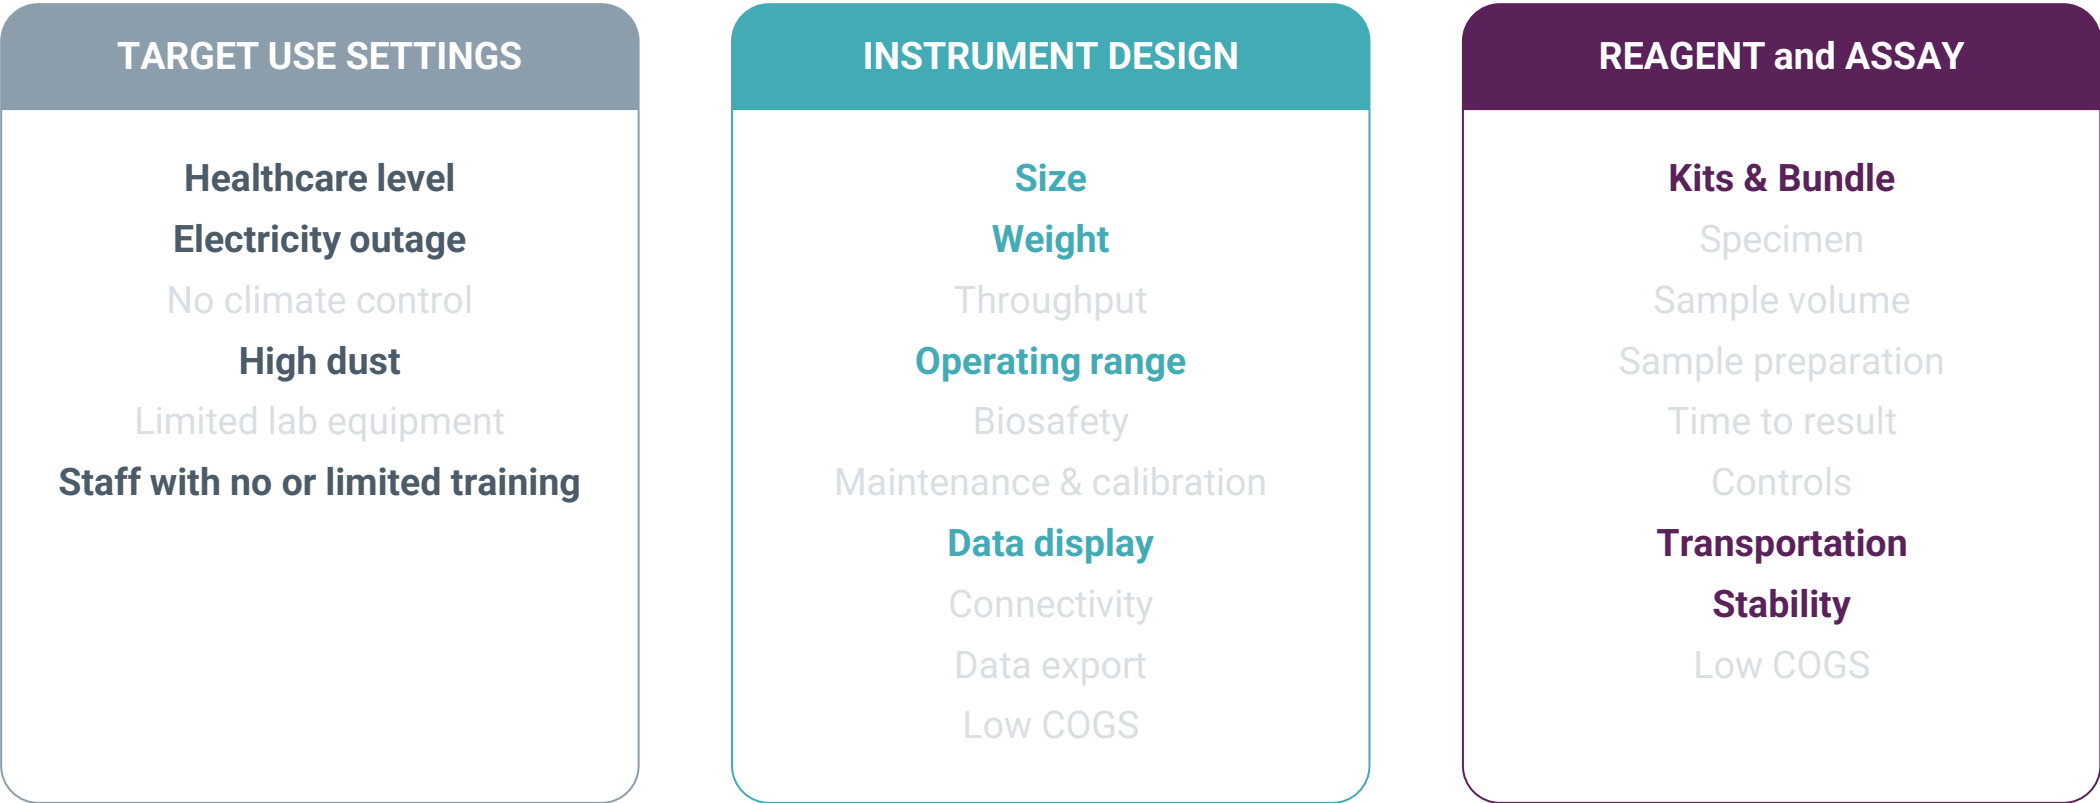 TARGET USE SETTINGS
Healthcare level
Electricity outage
No climate control
High dust
Limited lab equipment
Staff with no or limited training
INSTRUMENT DESIGN
Size
Weight
Throughput
Operating range
Biosafety
Maintenance & calibration
Data display
Connectivity
Data export
Low COGS
REAGENT and ASSAY
Kits & Bundle
Specimen
Sample volume
Sample preparation
Time to result
Controls
Transportation
Stability
Low COGS